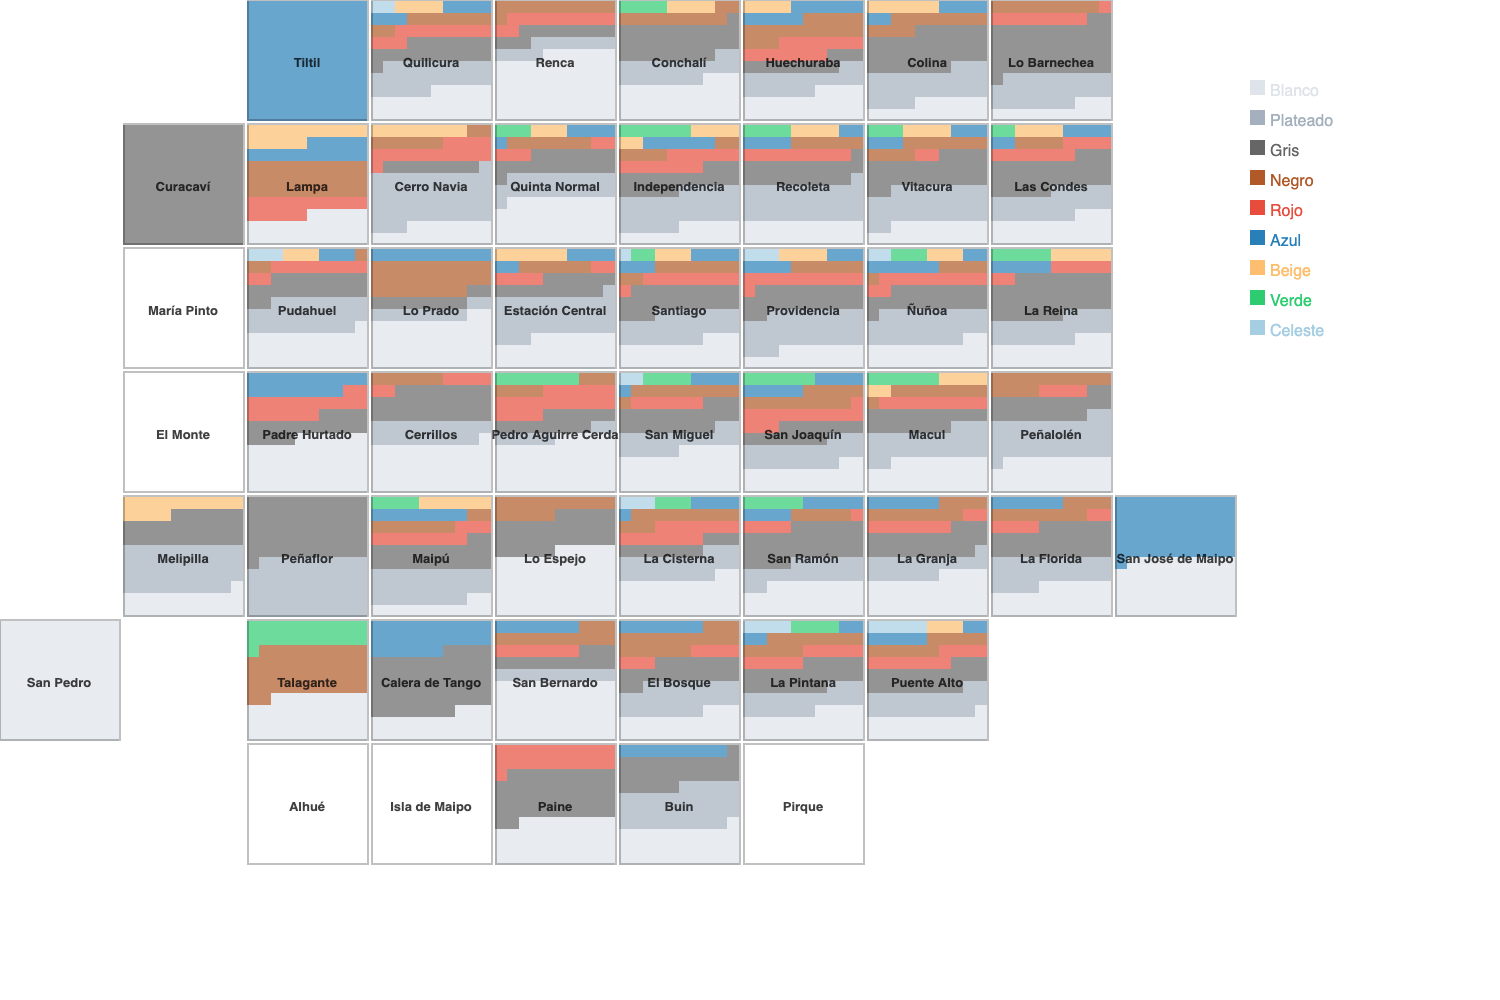 Tiltil
Quilicura
Renca
Conchalí
Huechuraba
Colina
Lo Barnechea
Blanco
Plateado
Gris
Negro
Rojo
Azul
Beige
Verde
Celeste
Curacaví
Lampa
Cerro Navia
Quinta Normal
Independencia
Recoleta
Vitacura
Las Condes
María Pinto
Pudahuel
Lo Prado
Estación Central
Santiago
Providencia
Ñuñoa
La Reina
El Monte
Padre Hurtado
Cerrillos
Pedro Aguirre Cerda
San Miguel
San Joaquín
Macul
Peñalolén
Melipilla
Peñaflor
Maipú
Lo Espejo
La Cisterna
San Ramón
La Granja
La Florida
San José de Maipo
San Pedro
Talagante
Calera de Tango
San Bernardo
El Bosque
La Pintana
Puente Alto
Alhué
Isla de Maipo
Paine
Buin
Pirque